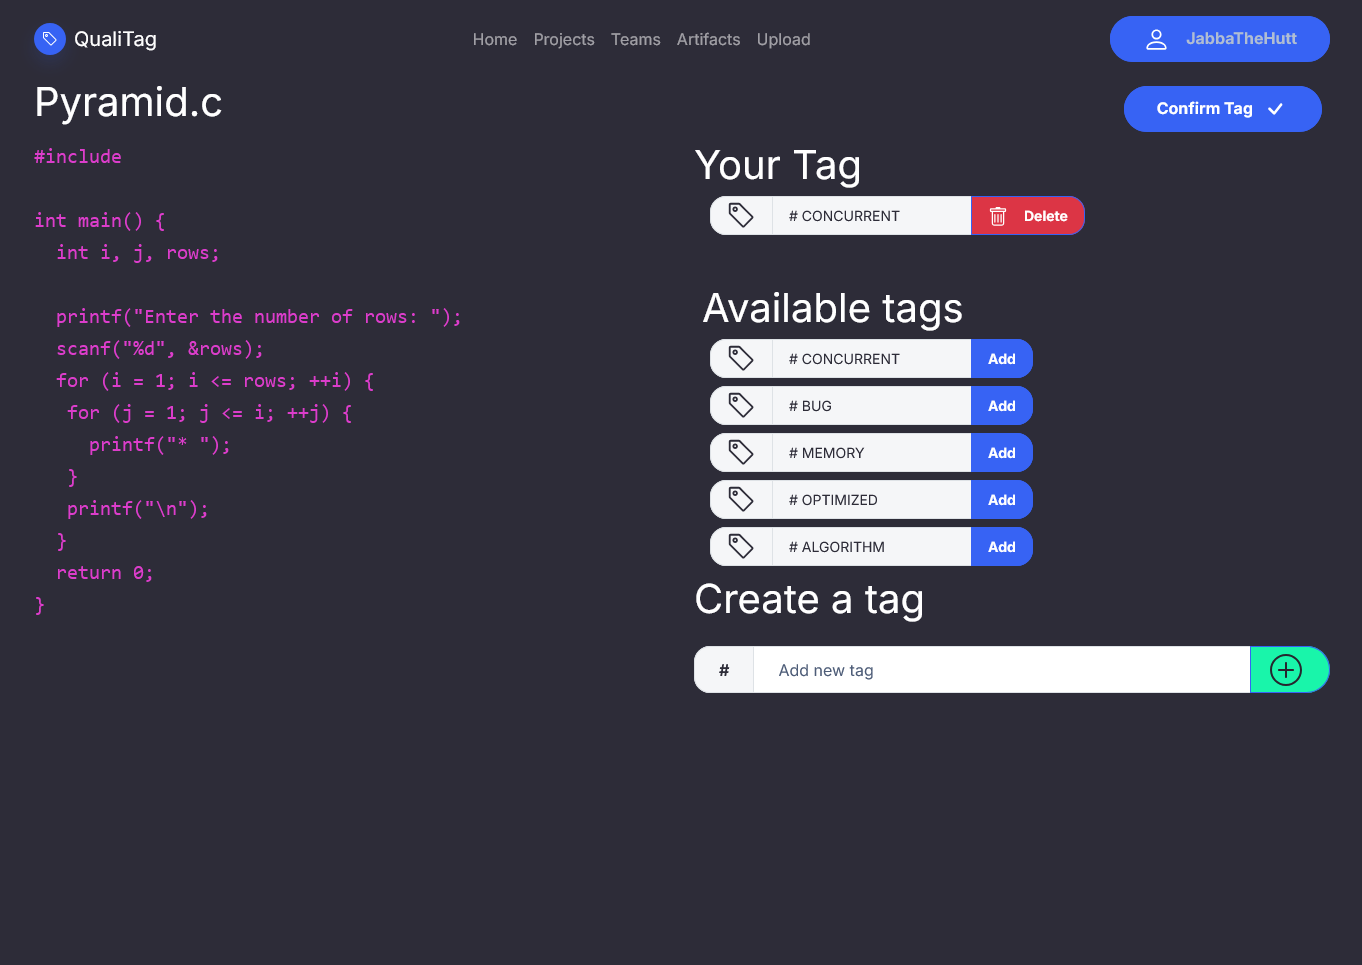 QualiTag
Home Projects Teams Artifacts Upload
JabbaTheHutt
Pyramid.c
Confirm Tag
#include

int main() {
  int i, j, rows;

  printf("Enter the number of rows: ");
  scanf("%d", &rows);
  for (i = 1; i <= rows; ++i) {
   for (j = 1; j <= i; ++j) {
     printf("* ");
   }
   printf("\n");
  }
  return 0;
}
Your Tag
# CONCURRENT Delete
Available tags
# CONCURRENT Add
# BUG Add
# MEMORY Add
# OPTIMIZED Add
# ALGORITHM Add
Create a tag
# Add new tag